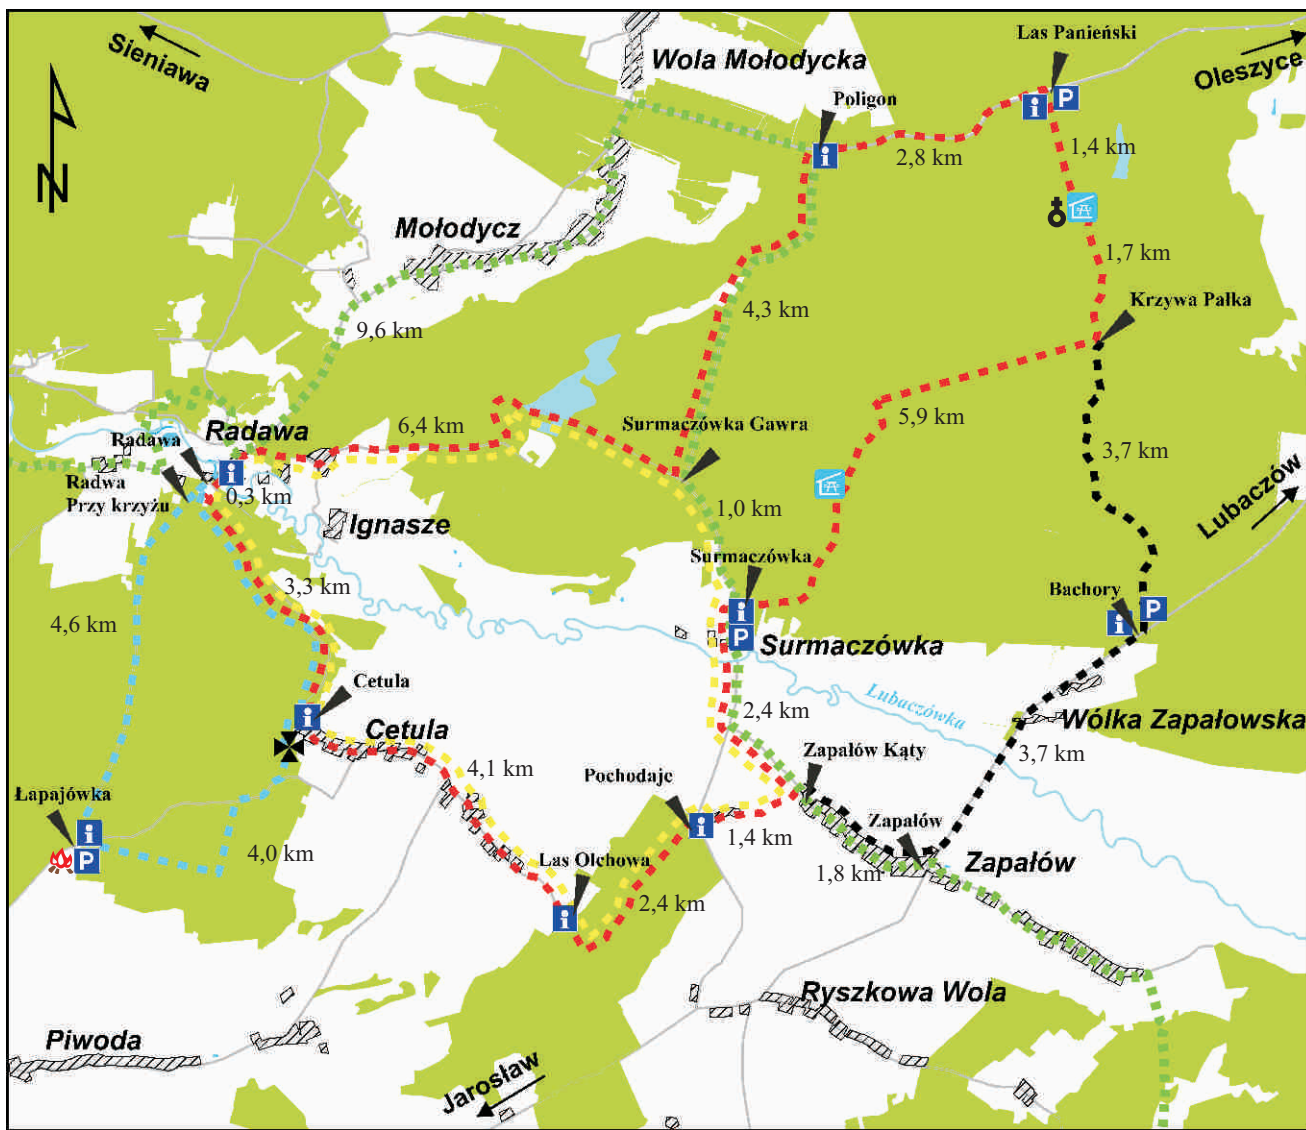 Sieniawa
Wola Mołodycka
Las Panieński
Oleszyce
P
i
Poligon
i
2,8 km
1,4 km
N
Mołodycz
1,7 km
4,3 km
Krzywa Pałka
9,6 km
Radawa
Radawa
6,4 km
Surmaczówka Gawra
5,9 km
3,7 km
i
Radwa
Przy krzyżu
0,3 km
Ignasze
1,0 km
Lubaczów
Surmaczówka
3,3 km
4,6 km
i
P
Surmaczówka
Bachory
P
i
Cetula
i
Lubaczówka
Cetula
2,4 km
Wólka Zapałowska
Zapałów Kąty
3,7 km
4,1 km
Pochodaje
Łapajówka
i
P
i
1,4 km
Zapałów
Zapałów
4,0 km
Las Olchowa
1,8 km
i
2,4 km
Ryszkowa Wola
Piwoda
Jarosław